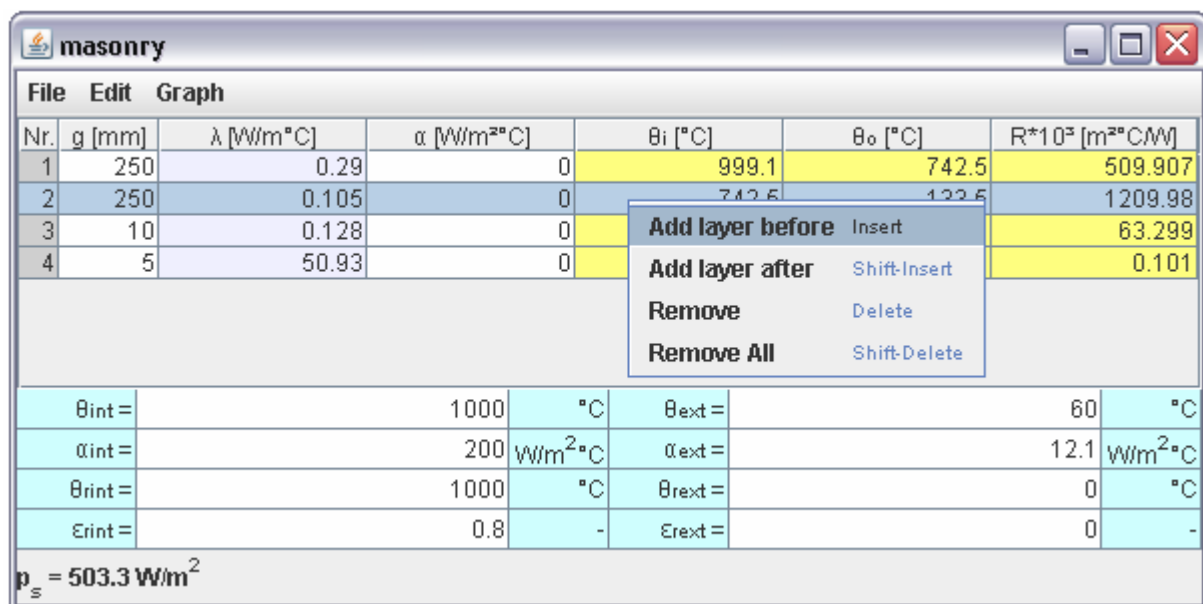 masonry
File Edit Graph
Nr. g [mm] λ [W/m°C] α [W/m²°C] θi [°C] θo [°C] R*10³ [m²°C/W]
1 250 0.29 0 999.1 742.5 509.907
2 250 0.105 0 742.5 133.5 1209.98
3 10 0.128 0 63.299
4 5 50.93 0 0.101
Add layer before Insert
Add layer after Shift-Insert
Remove Delete
Remove All Shift-Delete
θint = 1000 °C θext = 60 °C
αint = 200 W/m²°C αext = 12.1 W/m²°C
θrint = 1000 °C θrext = 0 °C
εrint = 0.8 - εrext = 0 -
pₛ = 503.3 W/m²